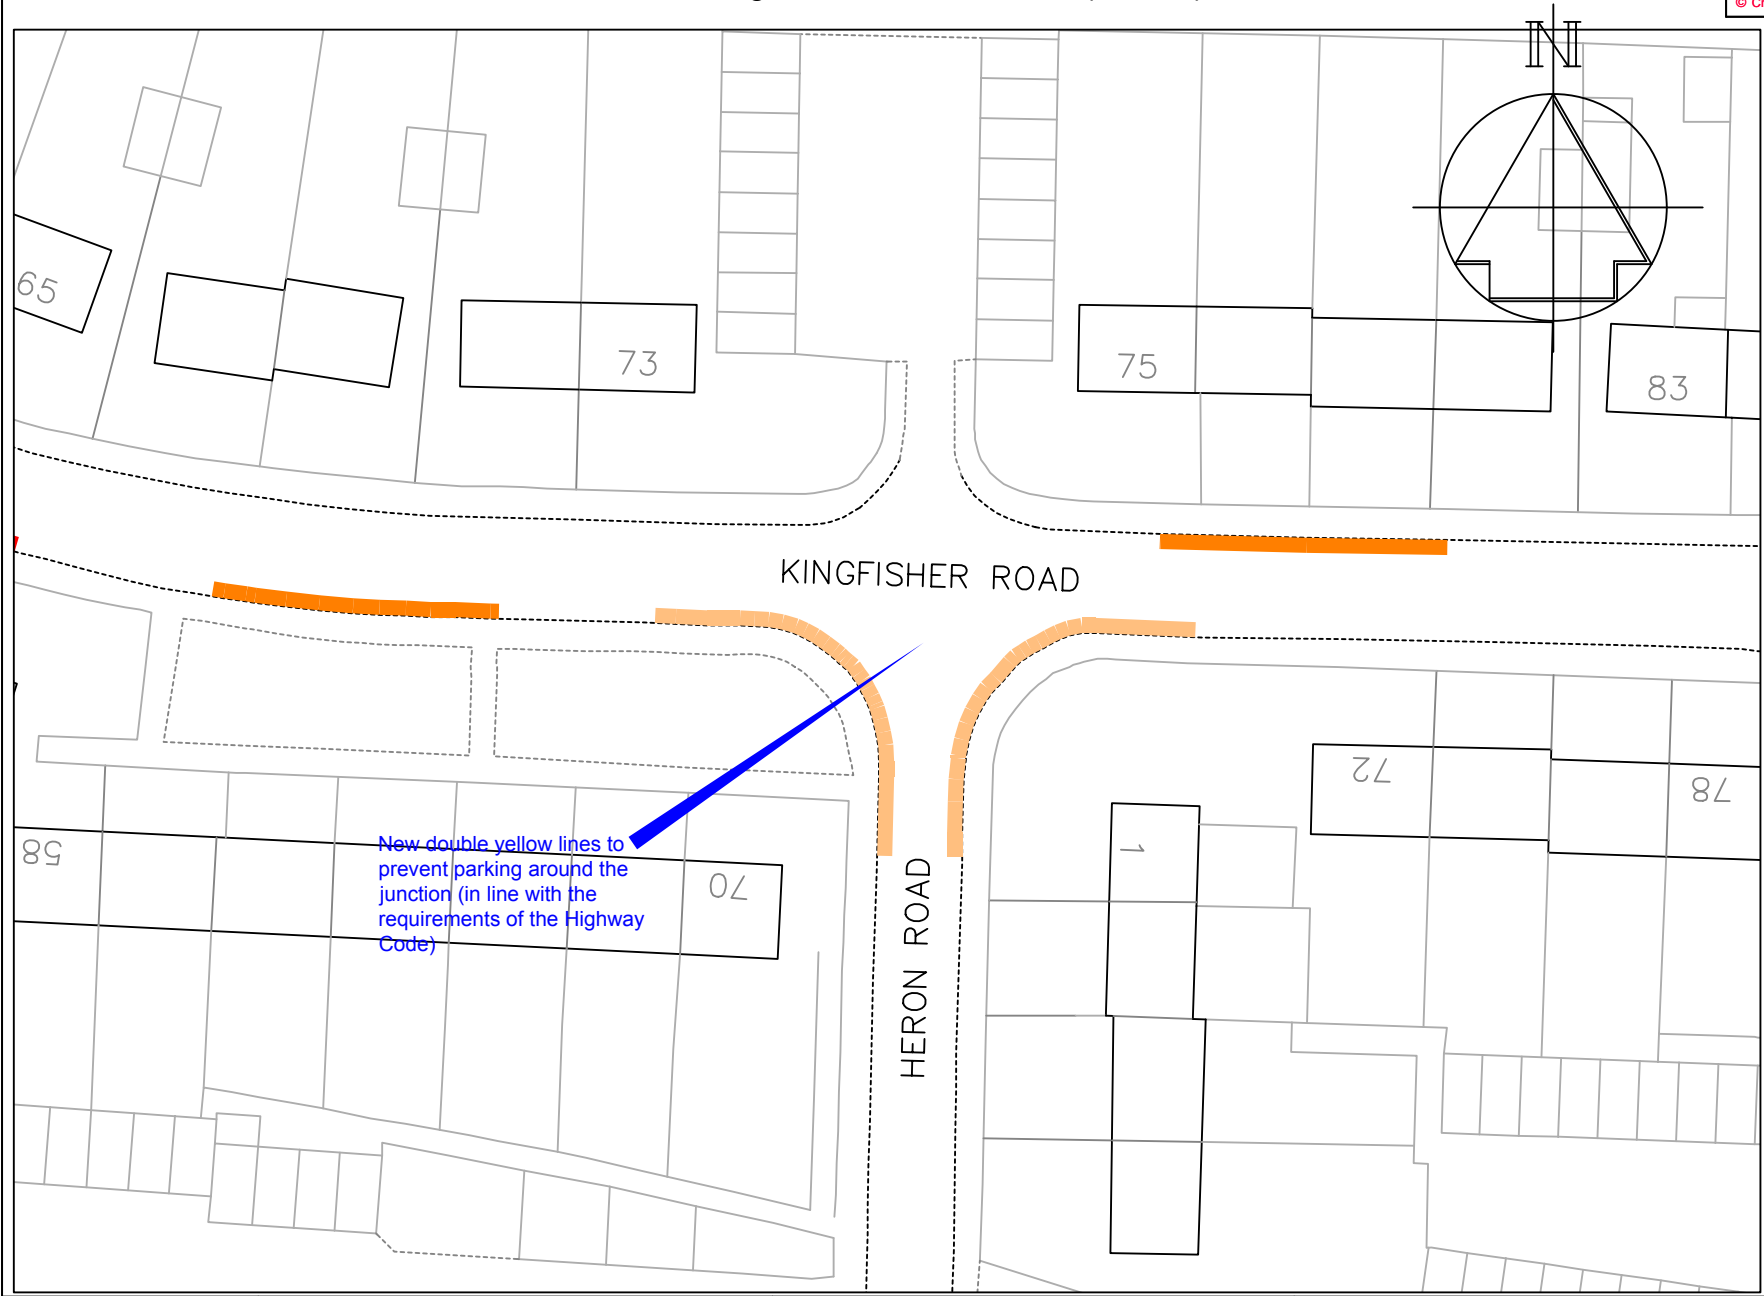 N
65
73
75
83
KINGFISHER ROAD
72
78
1
58
New double yellow lines to
prevent parking around the
junction (in line with the
requirements of the Highway
Code)
70
HERON ROAD